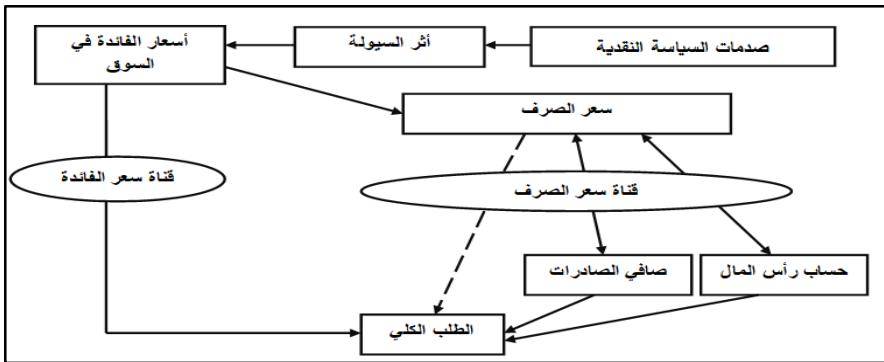 صدمات السياسة النقدية
أثر السيولة
أسعار الفائدة في
السوق
سعر الصرف
قناة سعر الفائدة
قناة سعر الصرف
حساب رأس المال
صافي الصادرات
الطلب الكلي